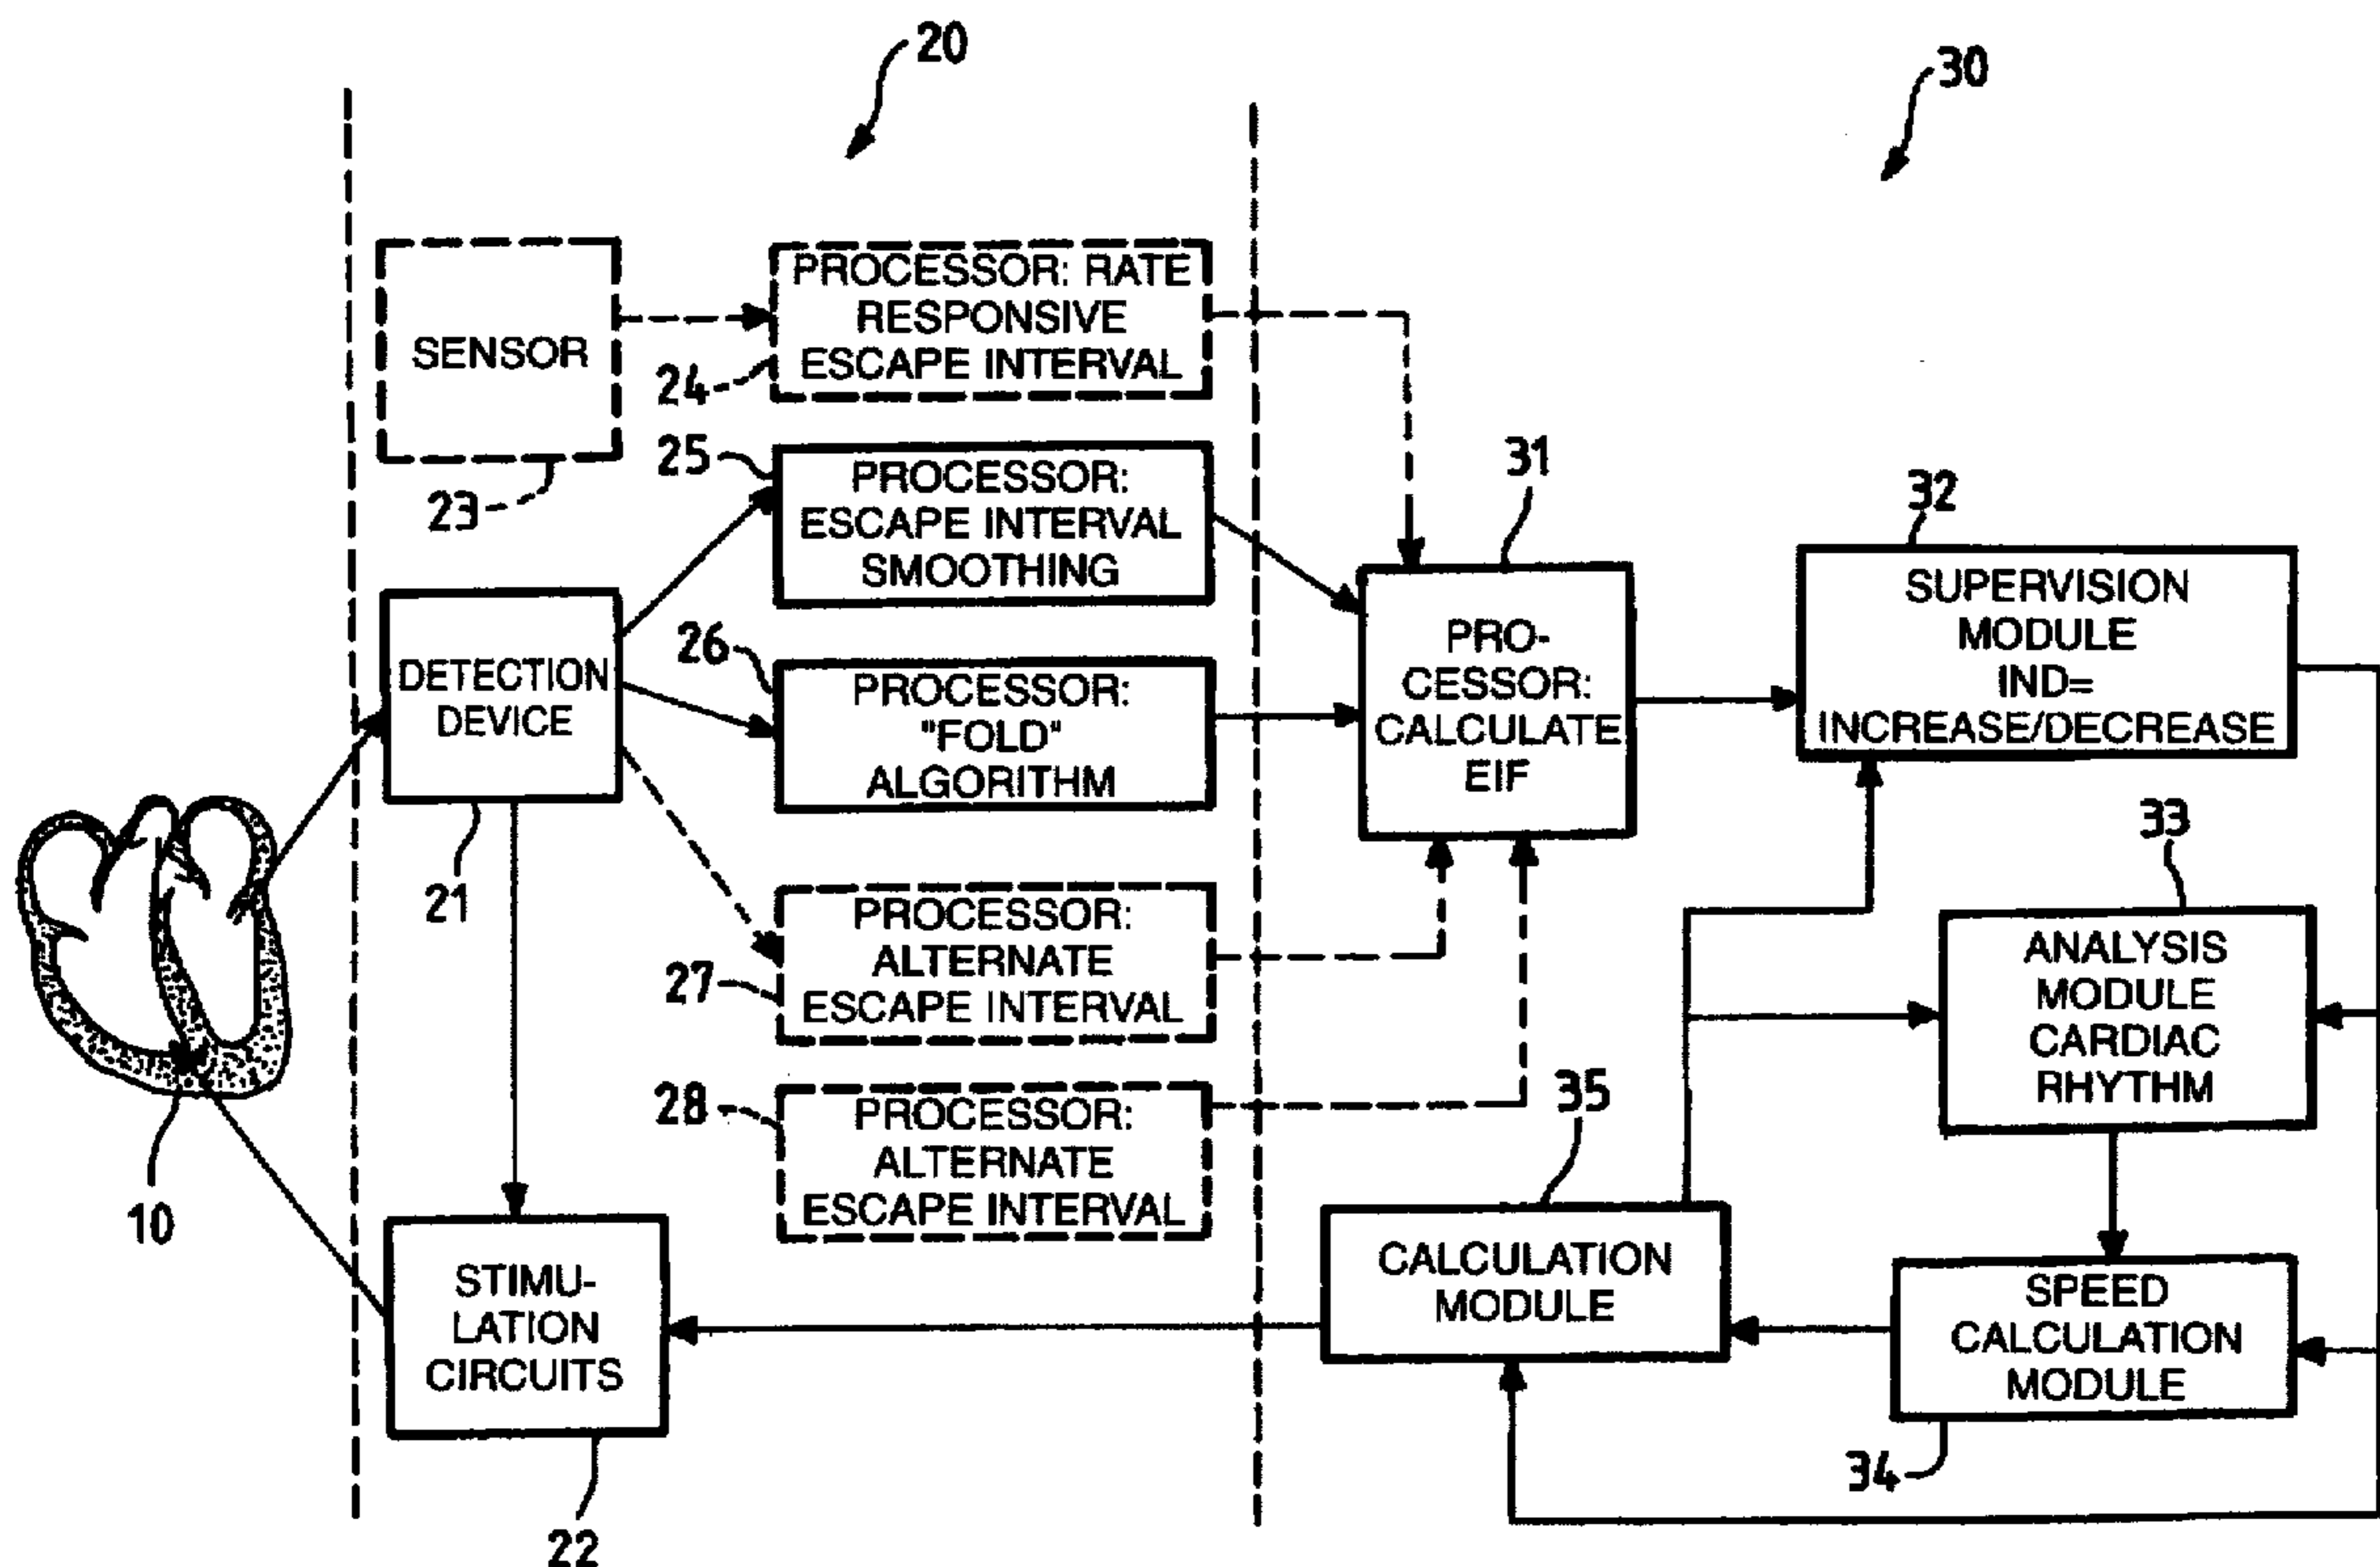 20
30
SENSOR
23
PROCESSOR: RATE
RESPONSIVE
ESCAPE INTERVAL
24
25
PROCESSOR:
ESCAPE INTERVAL
SMOOTHING
DETECTION
DEVICE
21
26
PROCESSOR:
"FOLD"
ALGORITHM
27
PROCESSOR:
ALTERNATE
ESCAPE INTERVAL
28
PROCESSOR:
ALTERNATE
ESCAPE INTERVAL
10
STIMU-
LATION
CIRCUITS
22
31
PRO-
CESSOR:
CALCULATE
EIF
32
SUPERVISION
MODULE
IND=
INCREASE/DECREASE
33
ANALYSIS
MODULE
CARDIAC
RHYTHM
35
CALCULATION
MODULE
SPEED
CALCULATION
MODULE
34